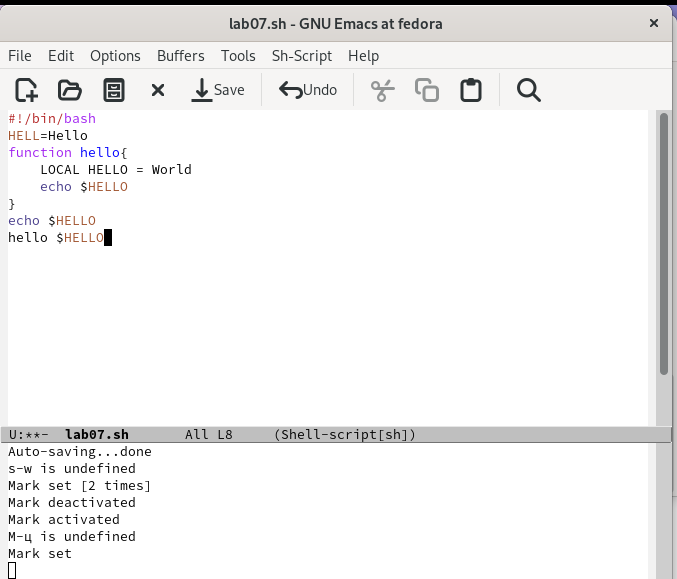 lab07.sh - GNU Emacs at fedora
File Edit Options Buffers Tools Sh-Script Help
Save Undo
#!/bin/bash
HELL=Hello
function hello{
    LOCAL HELLO = World
    echo $HELLO
}
echo $HELLO
hello $HELLO
U:**-  lab07.sh       All L8     (Shell-script[sh])
Auto-saving...done
s-w is undefined
Mark set [2 times]
Mark deactivated
Mark activated
M-ц is undefined
Mark set